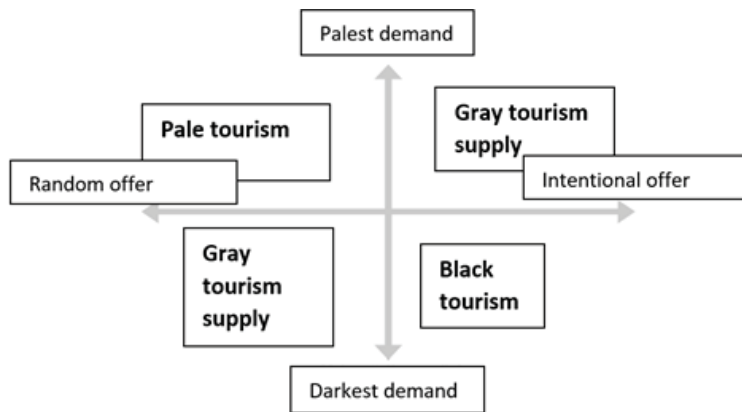 Palest demand
Pale tourism
Gray tourism
supply
Random offer
Intentional offer
Gray
tourism
supply
Black
tourism
Darkest demand